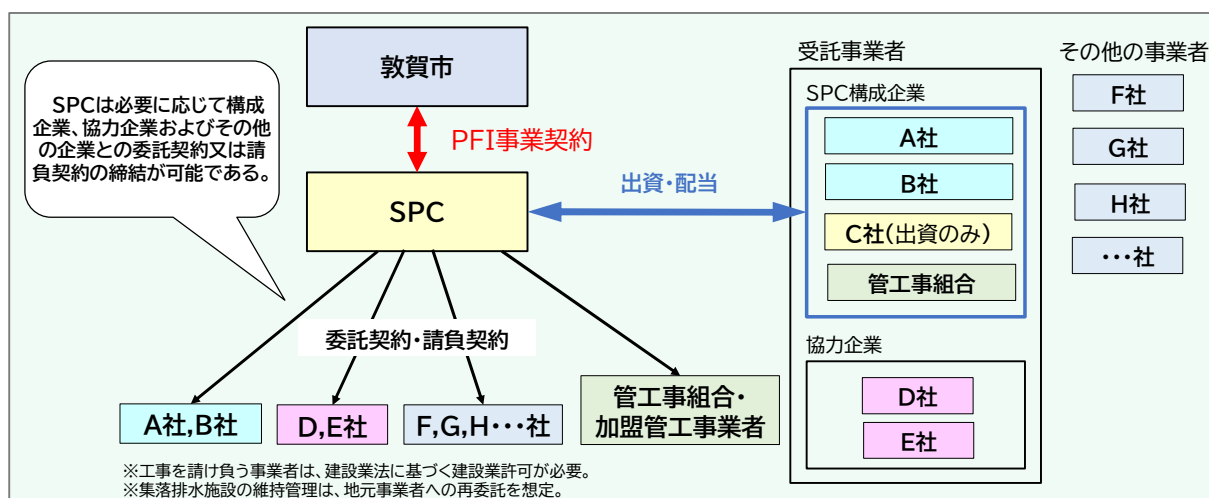 敦賀市
SPCは必要に応じて構成
企業、協力企業およびその他
の企業との委託契約又は請
負契約の締結が可能である。
PFI事業契約
SPC
出資・配当
委託契約・請負契約
A社,B社
D,E社
F,G,H・・・社
管工事組合・
加盟管工事業者
※工事を請け負う事業者は、建設業法に基づく建設業許可が必要。
※集落排水施設の維持管理は、地元事業者への再委託を想定。
受託事業者
SPC構成企業
A社
B社
C社(出資のみ)
管工事組合
協力企業
D社
E社
その他の事業者
F社
G社
H社
・・・社